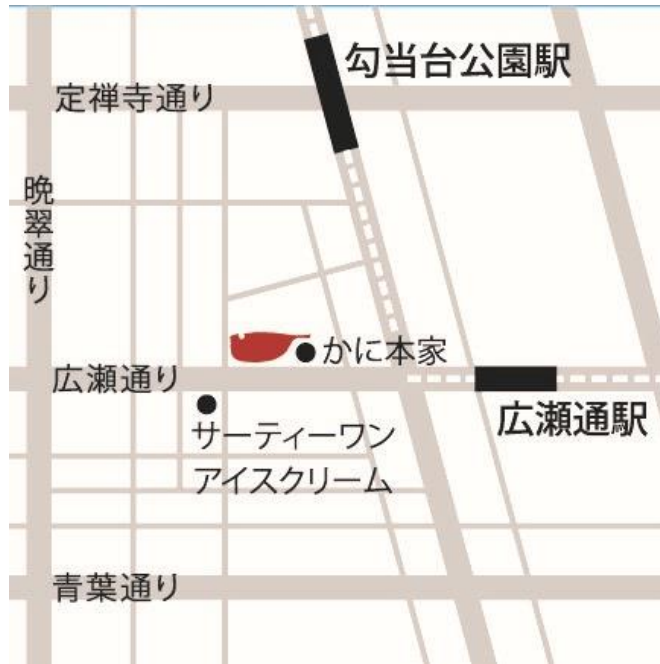 勾当台公園駅
定禅寺通り
晩翠通り
かに本家
広瀬通り
広瀬通駅
サーティーワン
アイスクリーム
青葉通り